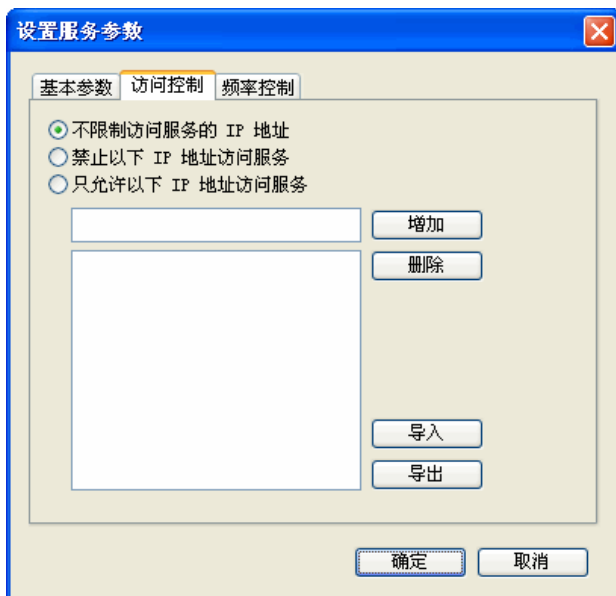 设置服务参数
基本参数 访问控制 频率控制
不限制访问服务的 IP 地址
禁止以下 IP 地址访问服务
只允许以下 IP 地址访问服务
增加
删除
导入
导出
确定 取消